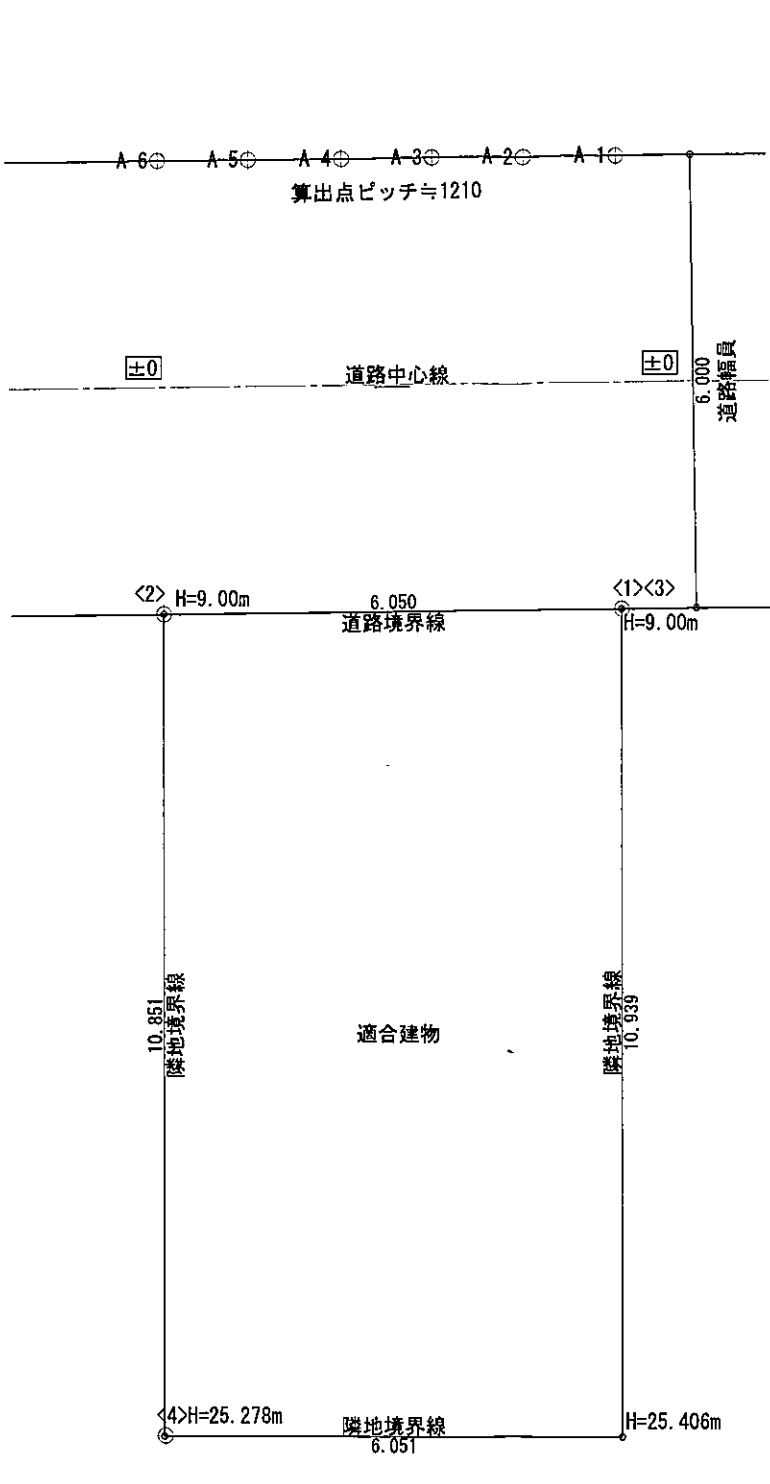 A-6 A-5 A-4 A-3 A-2 A-1
算出点ピッチ≒1210
±0
±0
道路中心線
6.000
道路幅員
<2>
H=9.00m
6.050
道路境界線
<1><3>
H=9.00m
10.851
隣地境界線
適合建物
隣地境界線
10.939
<4>H=25.278m
隣地境界線
6.051
H=25.406m